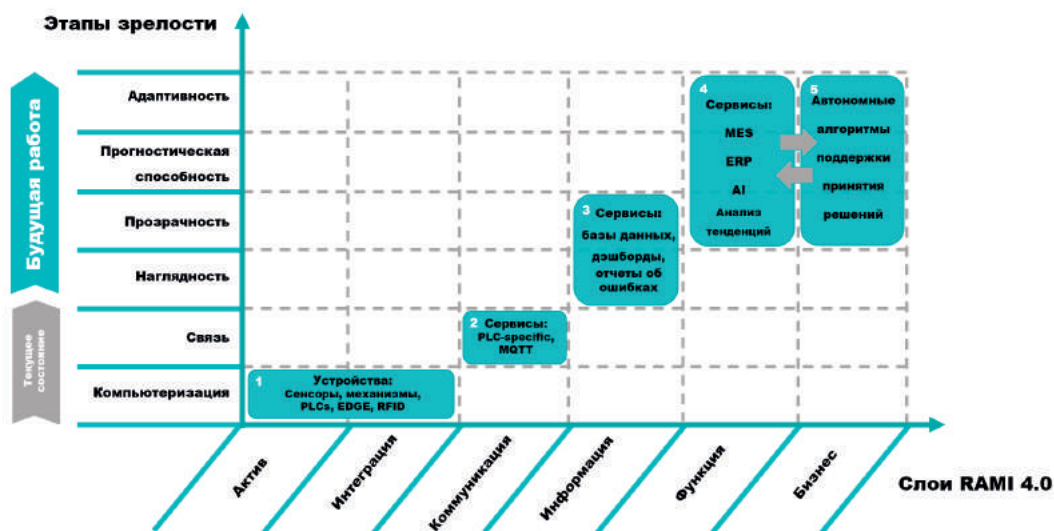 Этапы зрелости
Будущая работа
Текущее
состояние
Адаптивность
Прогностическая
способность
Прозрачность
Наглядность
Связь
Компьютеризация
4
Сервисы:
MES
ERP
AI
Анализ
тенденций
5
Автономные
алгоритмы
поддержки
принятия
решений
3
Сервисы:
базы данных,
дэшборды,
отчеты об
ошибках
2
Сервисы:
PLC-specific,
MQTT
1
Устройства:
Сенсоры, механизмы,
PLCs, EDGE, RFID
Актив
Интеграция
Коммуникация
Информация
Функция
Бизнес
Слои RAMI 4.0